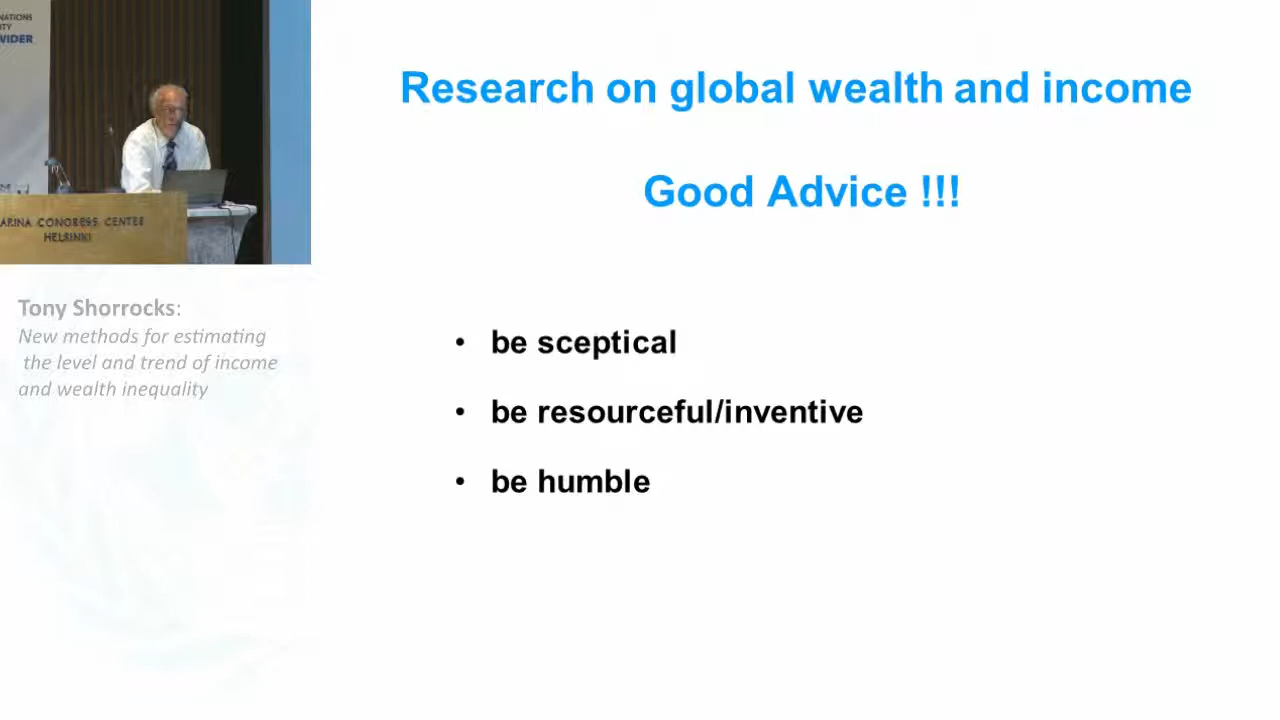 NATIONS
WIDER
ARINA CONGRESS CENTER
HELSINKI
Tony Shorrocks:
New methods for estimating
the level and trend of income
and wealth inequality
Research on global wealth and income
Good Advice !!!
• be sceptical
• be resourceful/inventive
• be humble